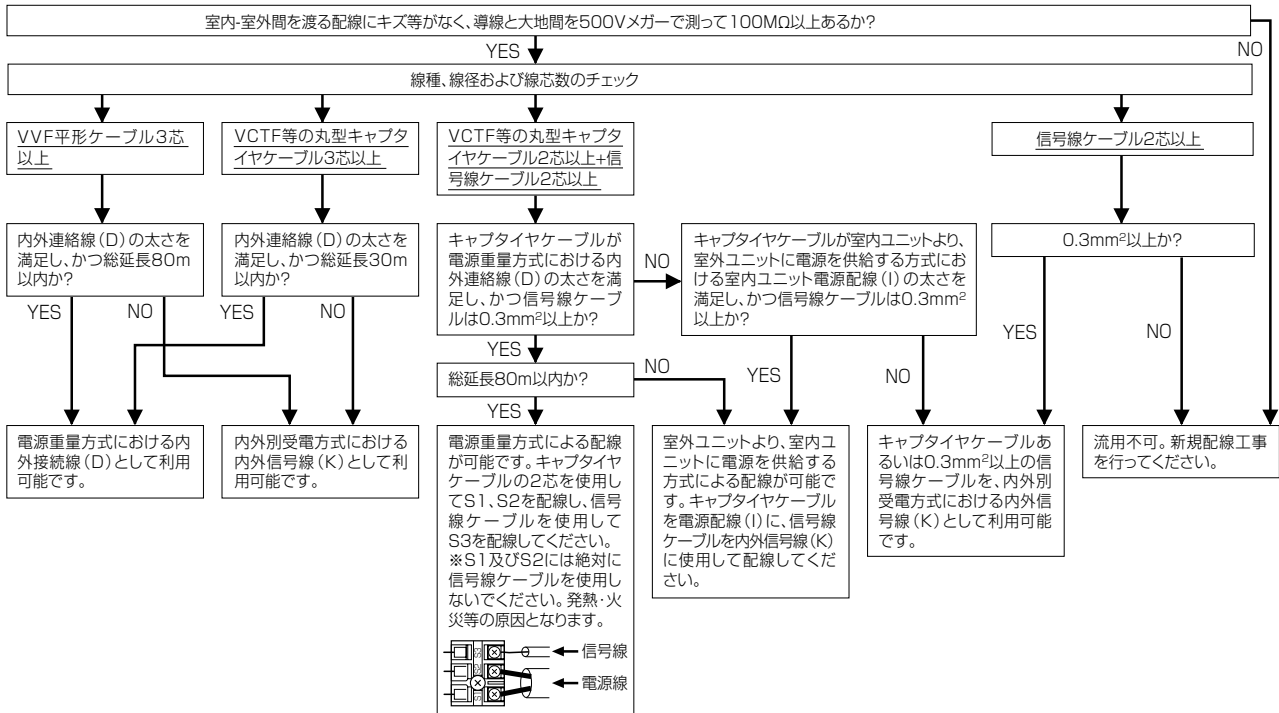 室内-室外間を渡る配線にキズ等がなく、導線と大地間を500Vメガーで測って100MΩ以上あるか?
YES
NO
線種、線径および線芯数のチェック
VVF平形ケーブル3芯
以上
VCTF等の丸型キャプタ
イヤケーブル3芯以上
VCTF等の丸型キャプタ
イヤケーブル2芯以上+信
号線ケーブル2芯以上
信号線ケーブル2芯以上
内外連絡線(D)の太さを
満足し、かつ総延長80m
以内か?
内外連絡線(D)の太さを
満足し、かつ総延長30m
以内か?
キャプタイヤケーブルが
電源重量方式における内
外連絡線(D)の太さを満
足し、かつ信号線ケーブ
ルは0.3mm²以上か?
NO
キャプタイヤケーブルが室内ユニットより、
室外ユニットに電源を供給する方式にお
ける室内ユニット電源配線(I)の太さを
満足し、かつ信号線ケーブルは0.3mm²
以上か?
0.3mm²以上か?
YES
NO
YES
NO
YES
総延長80m以内か?
NO
YES
YES
NO
YES
NO
電源重量方式における内
外接続線(D)として利用
可能です。
内外別受電方式における
内外信号線(K)として利
用可能です。
電源重量方式による配線
が可能です。キャプタイヤ
ケーブルの2芯を使用し
てS1、S2を配線し、信号
線ケーブルを使用して
S3を配線してください。
※S1及びS2には絶対に
信号線ケーブルを使用し
ないでください。発熱・火
災等の原因となります。
S3
S2
S1
信号線
電源線
室外ユニットより、室内ユ
ニットに電源を供給する
方式による配線が可能で
す。キャプタイヤケーブル
を電源配線(I)に、信号線
ケーブルを内外信号線(K)
に使用して配線してくだ
さい。
キャプタイヤケーブルあ
るいは0.3mm²以上の信
号線ケーブルを、内外別
受電方式における内外信
号線(K)として利用可能
です。
流用不可。新規配線工事
を行ってください。